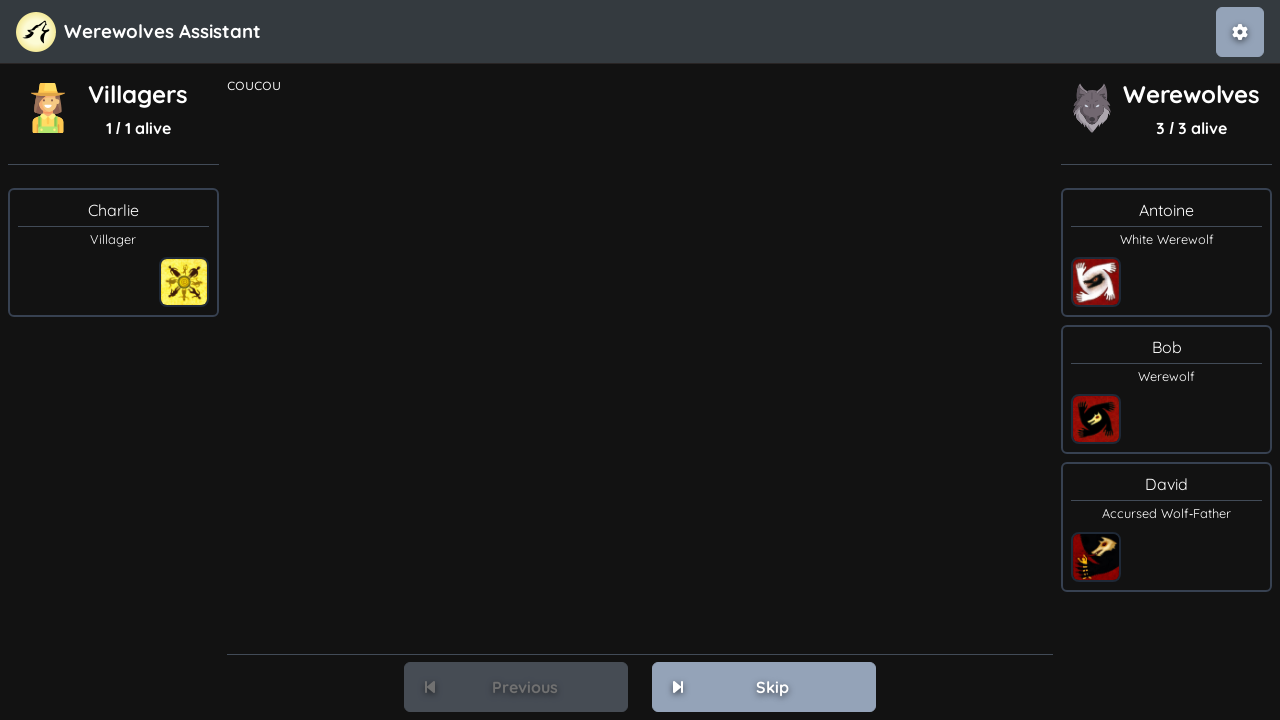 Werewolves Assistant
Villagers
1 / 1 alive
Charlie
Villager
COUCOU
Werewolves
3 / 3 alive
Antoine
White Werewolf
Bob
Werewolf
David
Accursed Wolf-Father
Previous
Skip